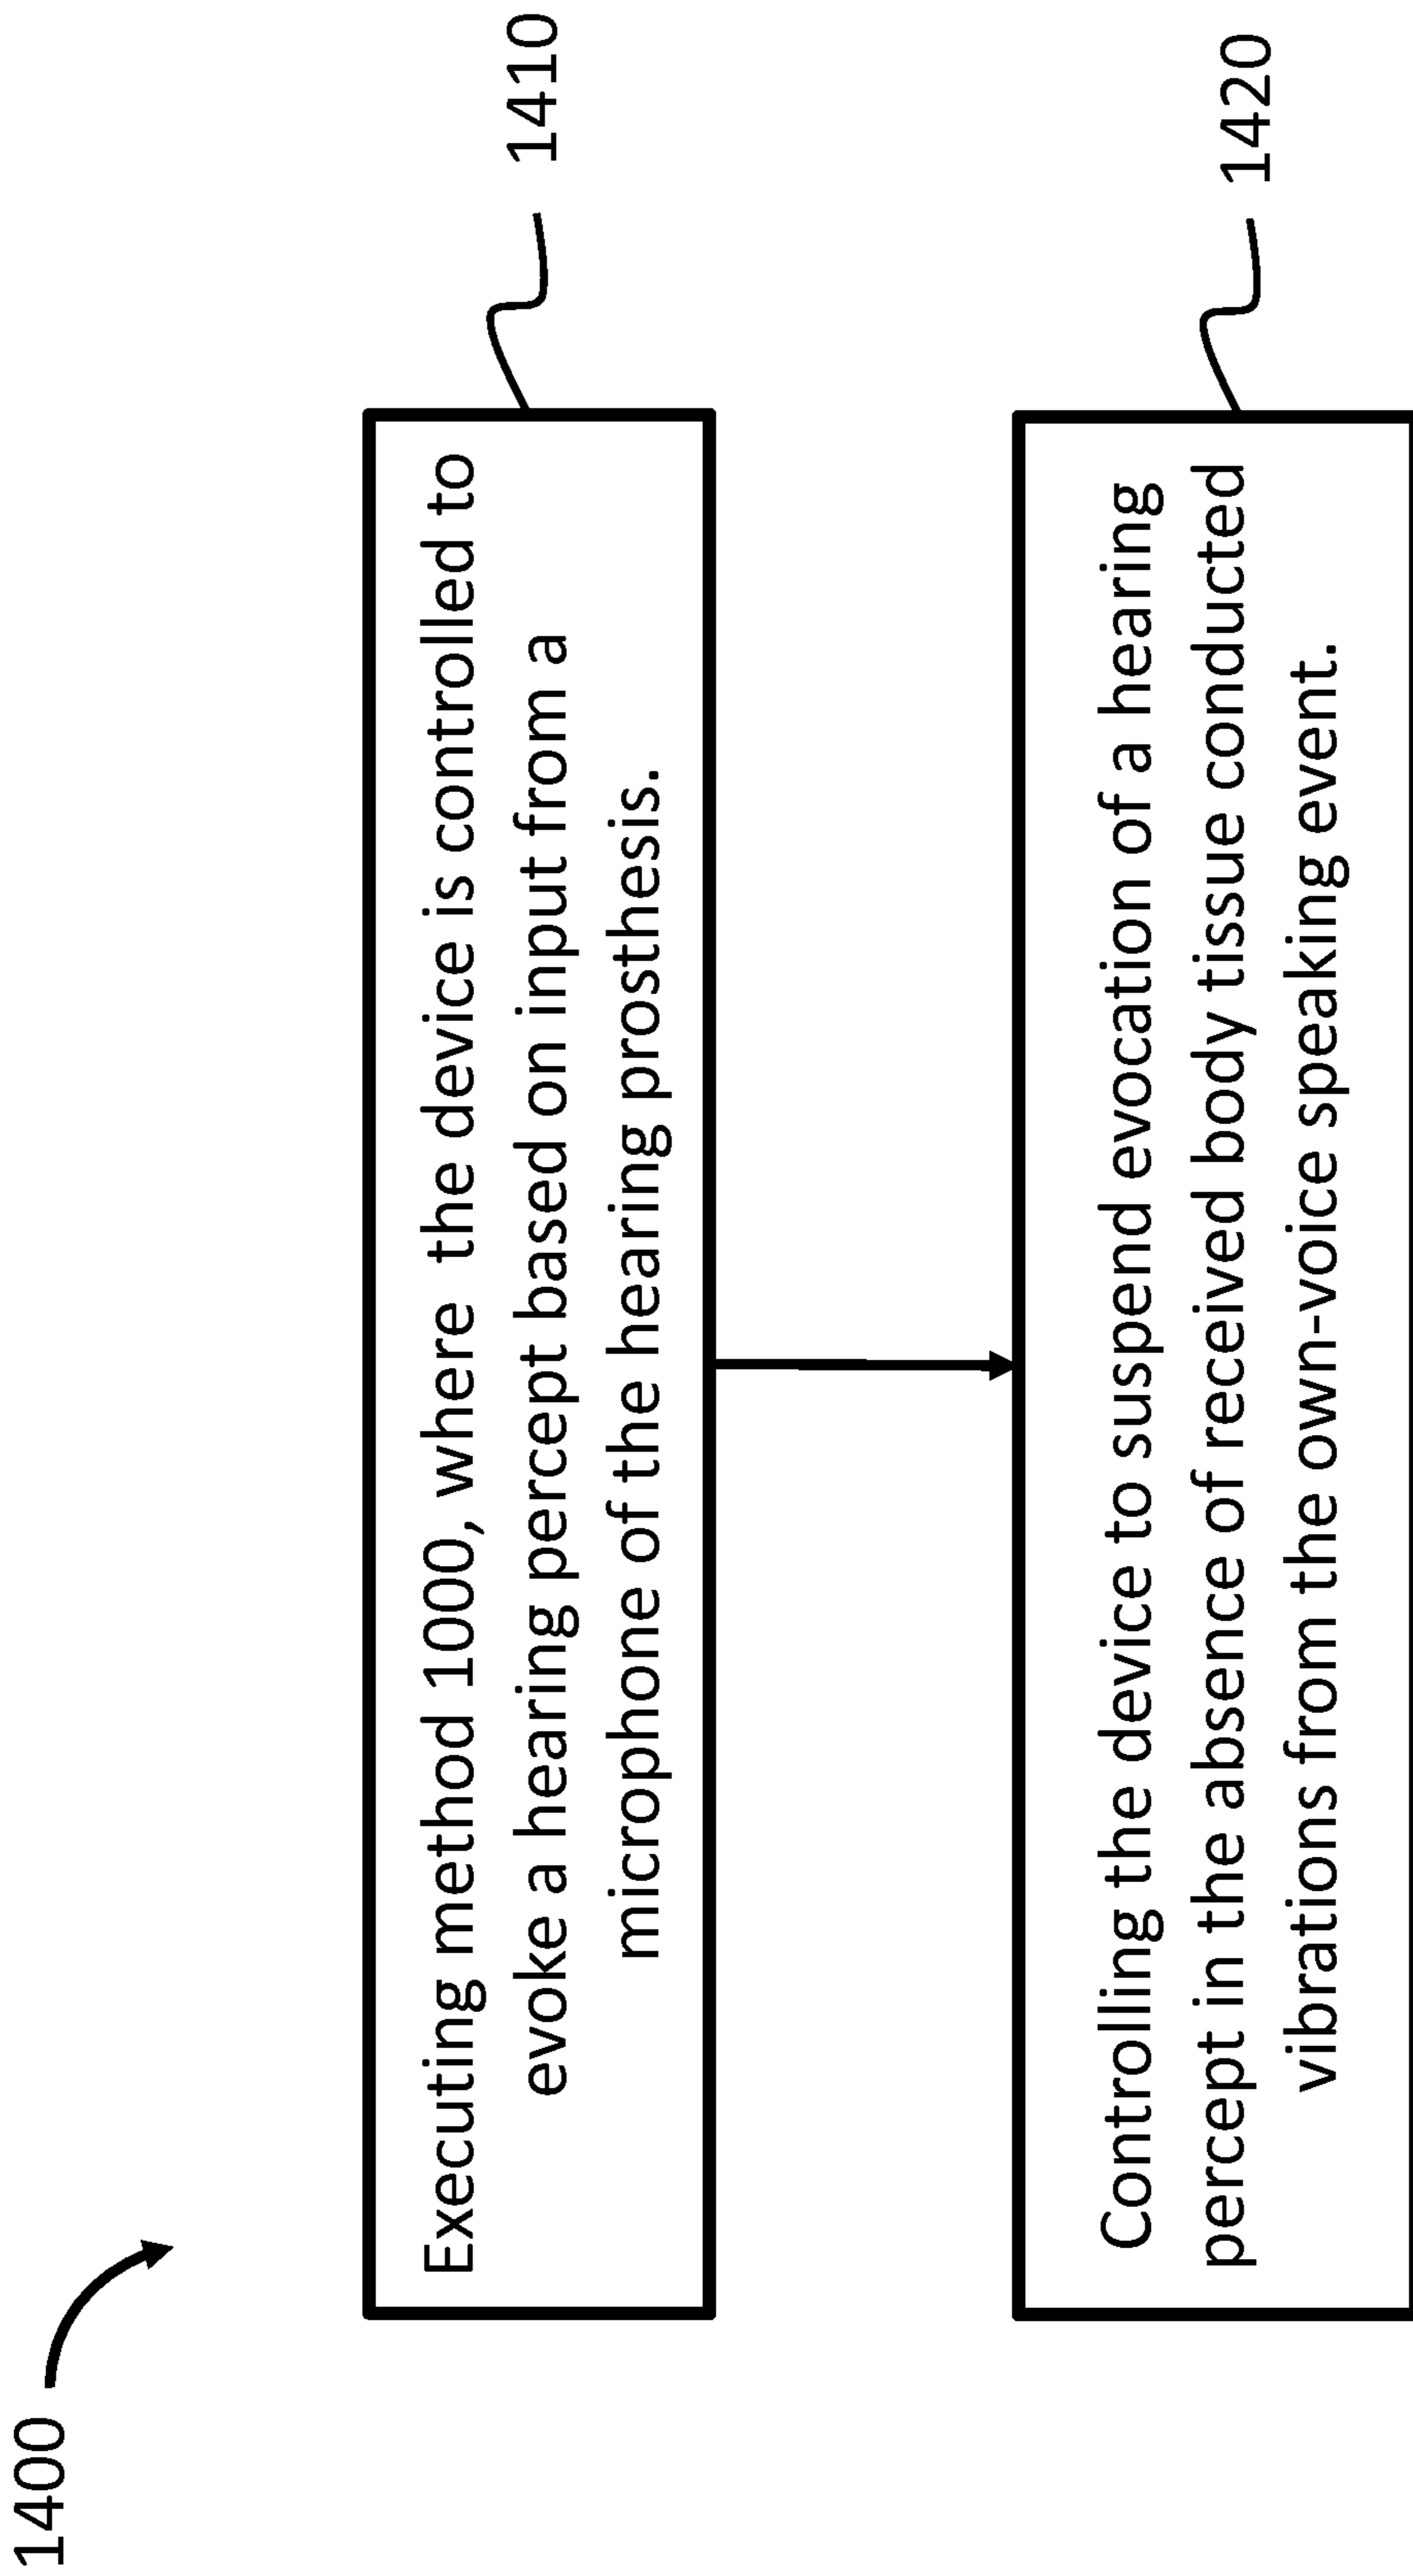 1400
Executing method 1000, where the device is controlled to
evoke a hearing percept based on input from a
microphone of the hearing prosthesis.
1410
Controlling the device to suspend evocation of a hearing
percept in the absence of received body tissue conducted
vibrations from the own-voice speaking event.
1420